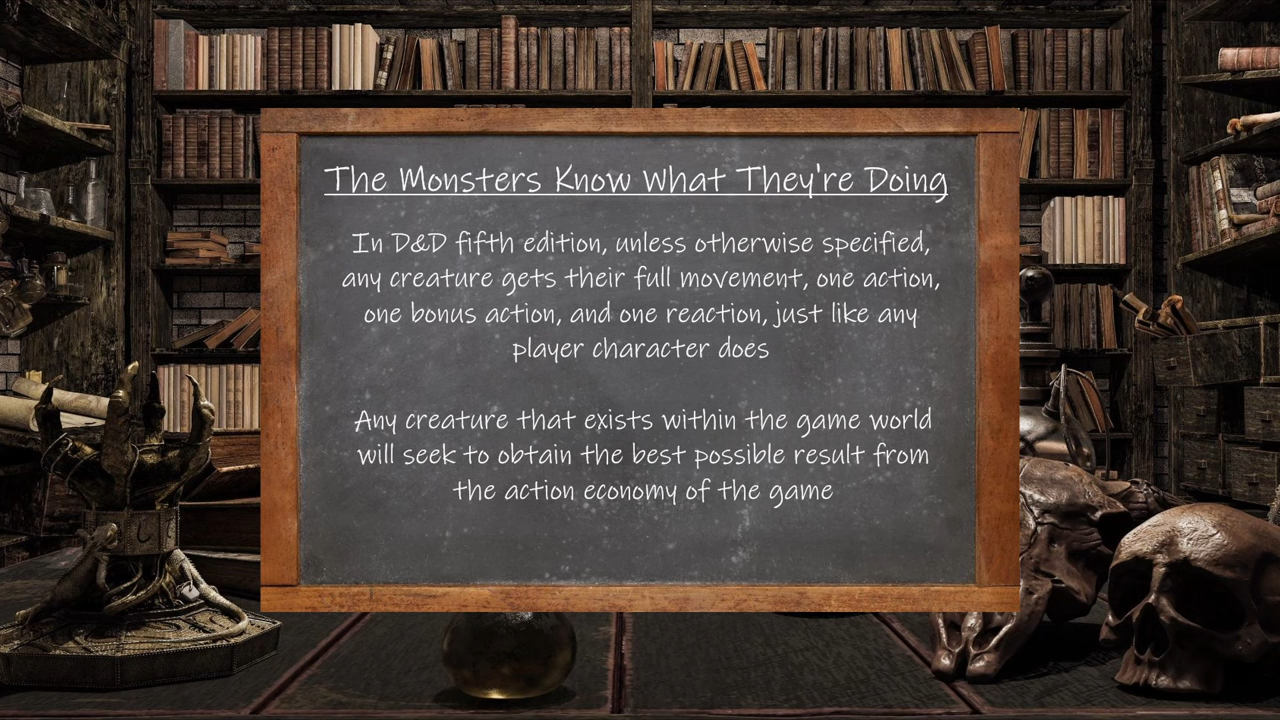 The Monsters Know What They're Doing
In D&D fifth edition, unless otherwise specified,
any creature gets their full movement, one action,
one bonus action, and one reaction, just like any
player character does
Any creature that exists within the game world
will seek to obtain the best possible result from
the action economy of the game